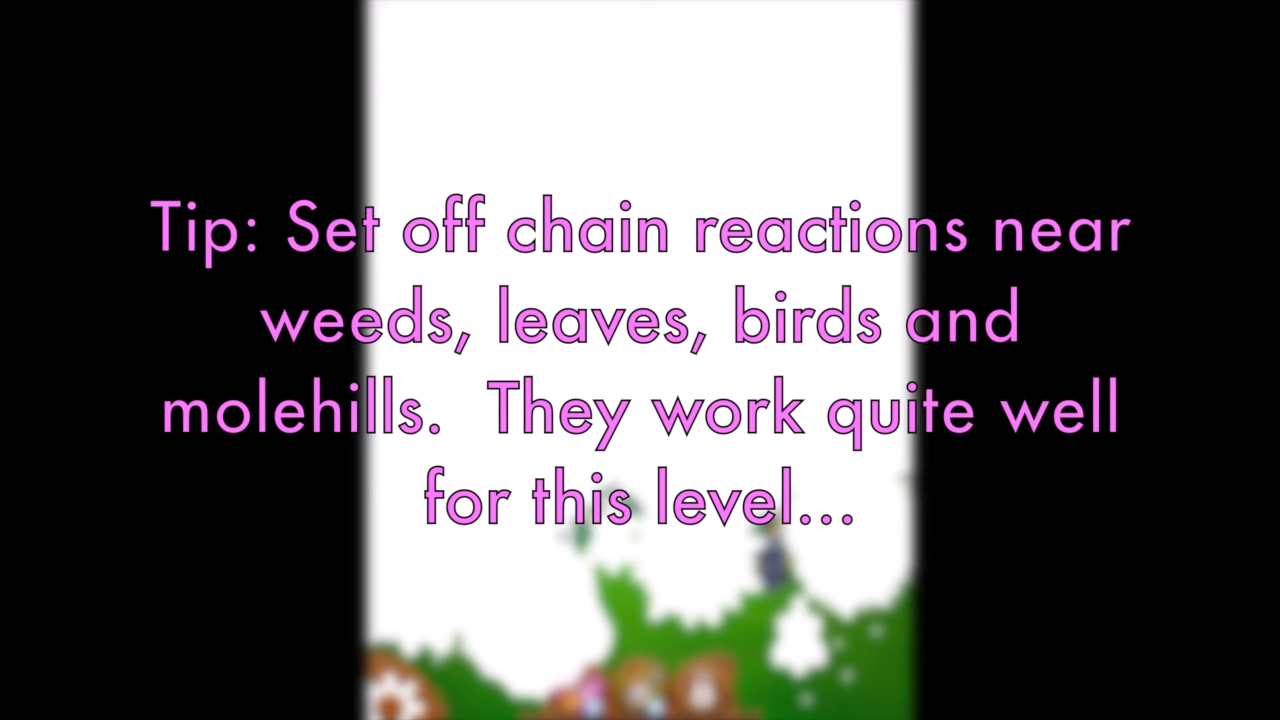 Tip: Set off chain reactions near
weeds, leaves, birds and
molehills.  They work quite well
for this level...